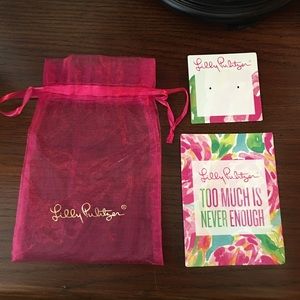 Lilly Pulitzer®
Lilly Pulitzer
Lilly Pulitzer
TOO MUCH IS
NEVER ENOUGH